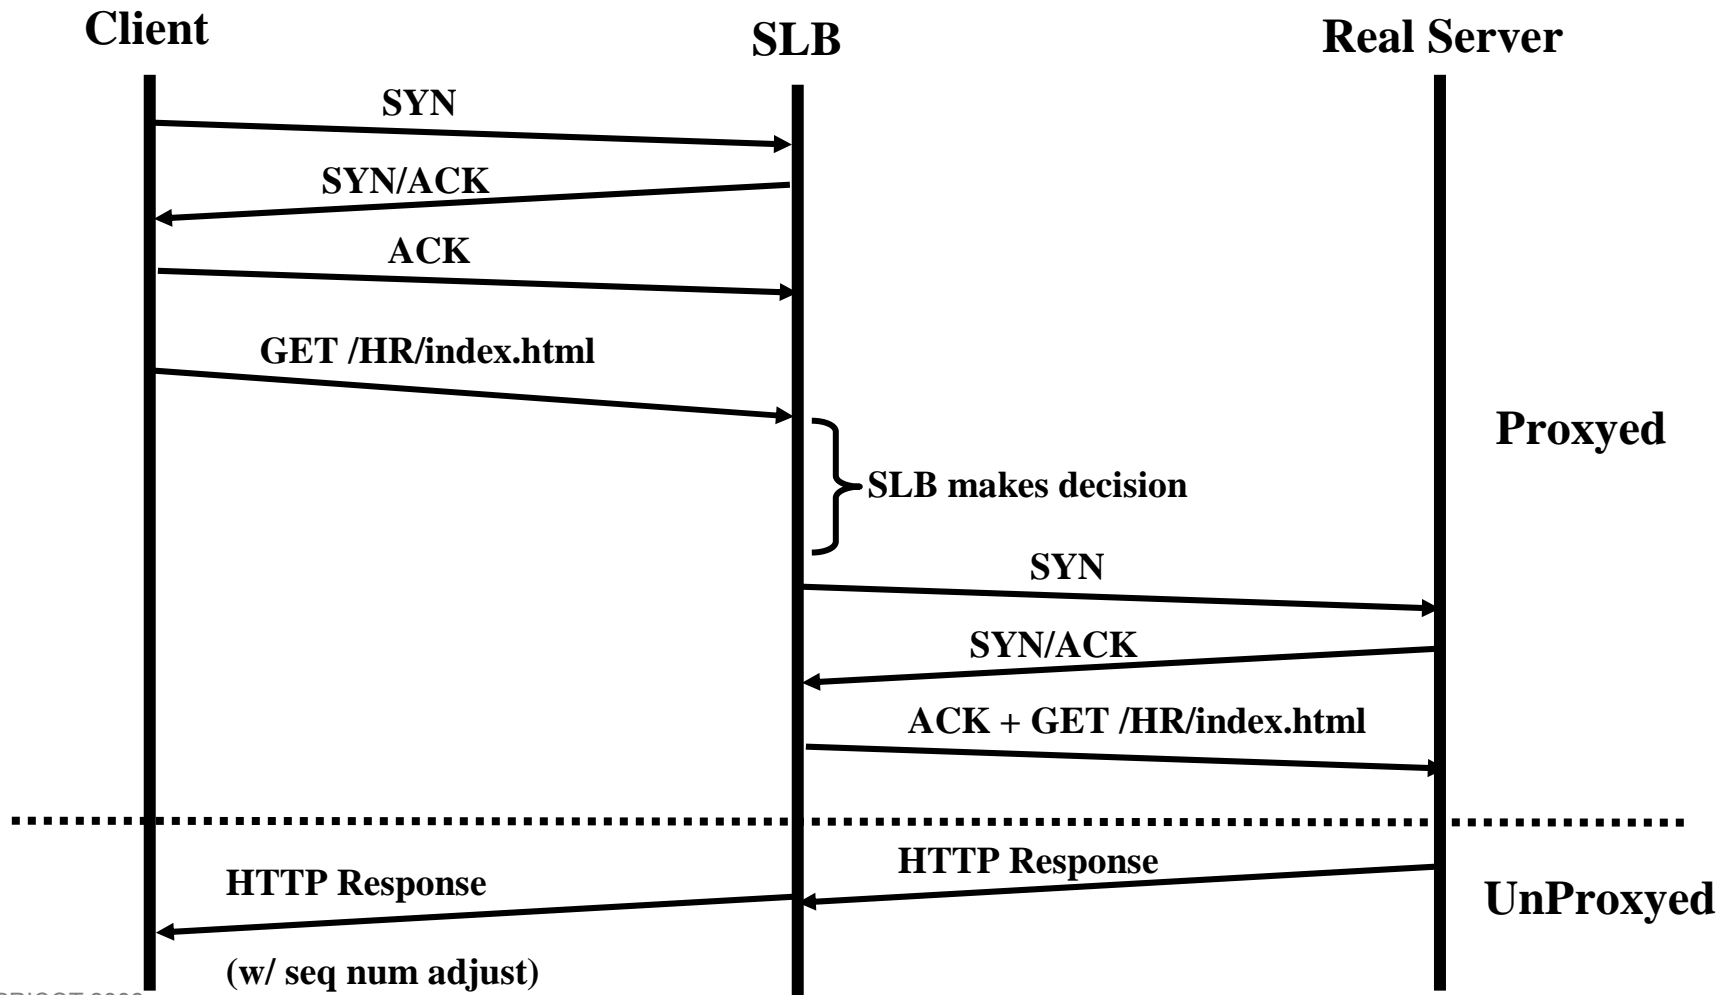 Client
SLB
Real Server
SYN
SYN/ACK
ACK
GET /HR/index.html
Proxyed
SLB makes decision
SYN
SYN/ACK
ACK + GET /HR/index.html
HTTP Response
HTTP Response
UnProxyed
(w/ seq num adjust)